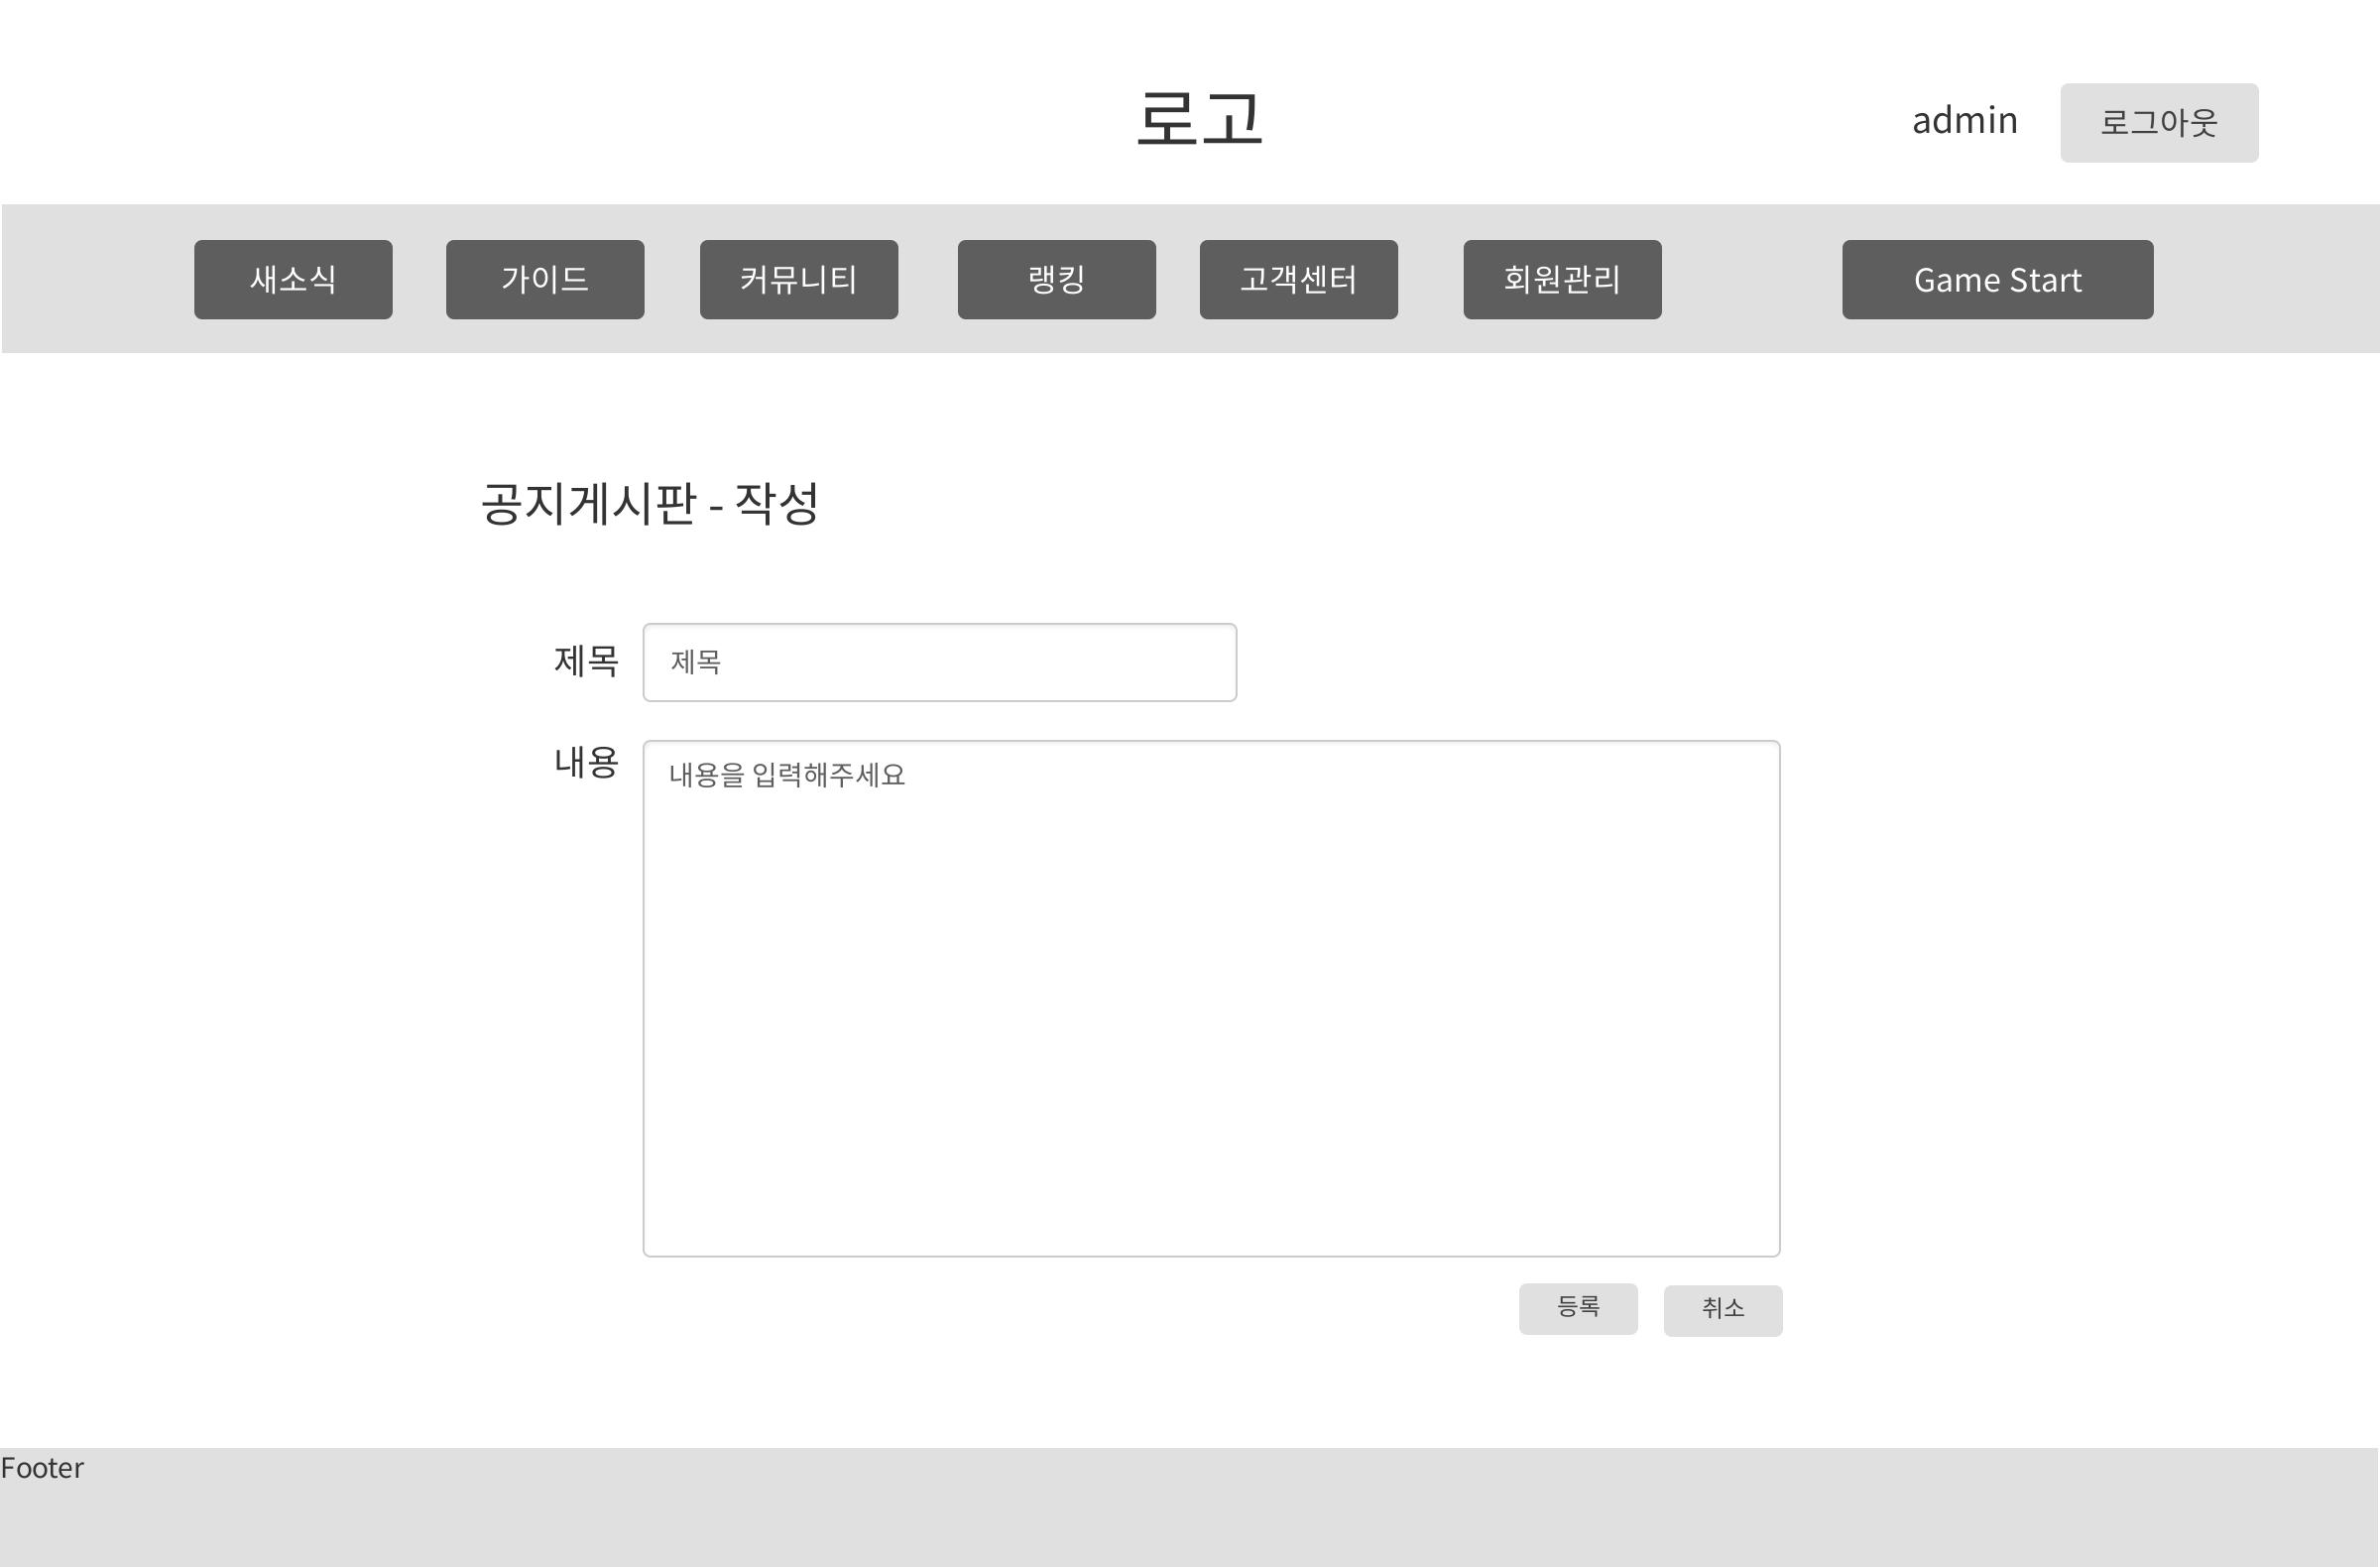 로고
admin 로그아웃
새소식 가이드 커뮤니티 랭킹 고객센터 회원관리 Game Start
공지게시판 - 작성
제목 제목
내용 내용을 입력해주세요
등록 취소
Footer